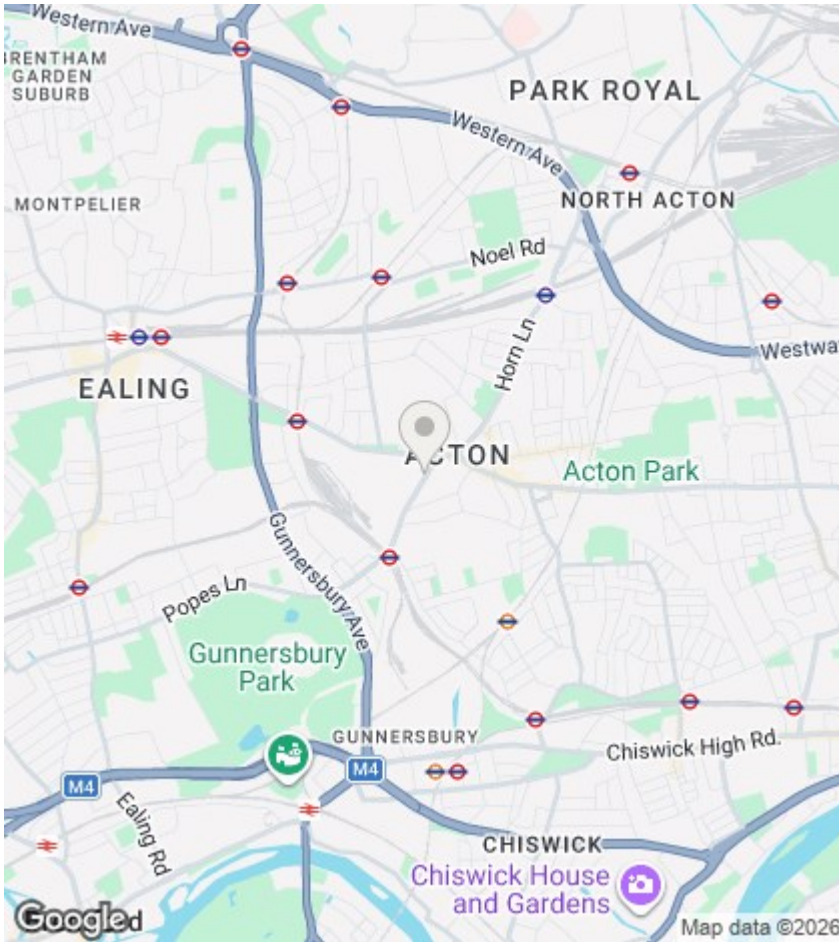 Western Ave
BRENTHAM
GARDEN
SUBURB
PARK ROYAL
Western Ave
MONTPELIER
NORTH ACTON
Noel Rd
Horn Ln
Westwa
EALING
ACTON
Acton Park
Gunnersbury Ave
Popes Ln
Gunnersbury
Park
GUNNERSBURY
Chiswick High Rd.
M4
M4
Ealing Rd
CHISWICK
Chiswick House
and Gardens
Google
Map data ©2026